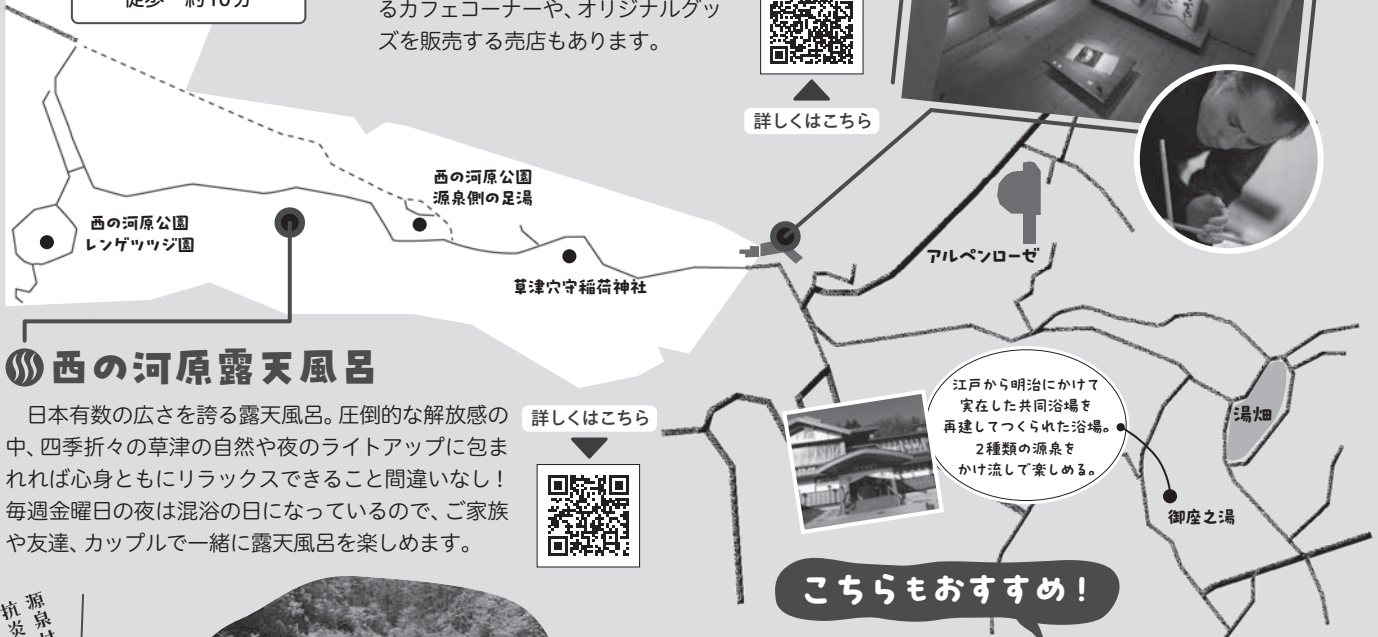 徒歩 約10分
るカフェコーナーや、オリジナルグッ
ズを販売する売店もあります。
詳しくはこちら
西の河原公園
源泉側の足湯
西の河原公園
レンゲツツジ園
草津穴守稲荷神社
アルペンローゼ
西の河原露天風呂
日本有数の広さを誇る露天風呂。圧倒的な解放感の
中、四季折々の草津の自然や夜のライトアップに包ま
れれば心身ともにリラックスできること間違いなし!
毎週金曜日の夜は混浴の日になっているので、ご家族
や友達、カップルで一緒に露天風呂を楽しめます。
詳しくはこちら
江戸から明治にかけて
実在した共同浴場を
再建してつくられた浴場。
2種類の源泉を
かけ流しで楽しめる。
湯畑
御座之湯
こちらもおすすめ!
源泉
抗炎